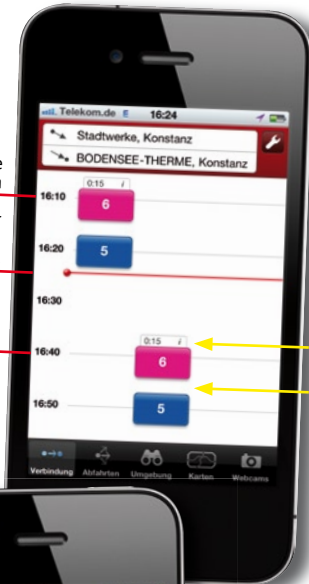 Telekom.de E 16:24
Stadtwerke, Konstanz
BODENSEE-THERME, Konstanz
0:15 i
16:10
6
16:20
5
16:30
0:15 i
16:40
6
16:50
5
Verbindung Abfahrten Umgebung Karten Webcams